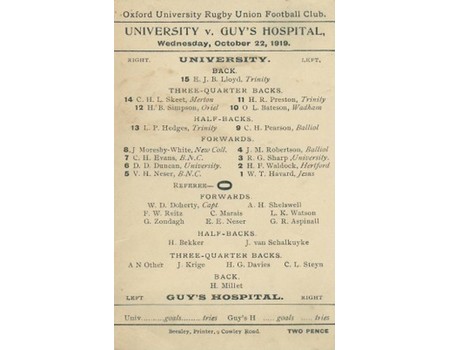 Oxford University Rugby Union Football Club.
UNIVERSITY v. GUY'S HOSPITAL,
Wednesday, October 22, 1919.
RIGHT. UNIVERSITY. LEFT,
BACK.
15 E. J. B. Lloyd, Trinity
THREE-QUARTER BACKS.
14 C. H. L. Skeet, Merton 11 H. R. Preston, Trinity
12 H. B. Simpson, Oriel 10 O. L. Bateson, Wadham
HALF-BACKS.
13 L. P. Hodges, Trinity 9 C. H. Pearson, Balliol
FORWARDS.
8 J. Moresby-White, New Coll. 4 J. M. Robertson, Balliol
7 C. H. Evans, B.N.C. 3 R. G. Sharp, University.
6 D. D. Duncan, University. 2 H. F. Waldock, Hertford
5 V. H. Neser, B.N.C. 1 W. T. Havard, Jesus
REFEREE— O
FORWARDS
W. D. Doherty, Capt A. H. Shelswell
F. W. Reitz C. Marais L. K. Watson
G. Zondagh E. E. Neser G. R. Aspinall
HALF-BACKS.
H. Bekker J. van Schalkuyke
THREE-QUARTER BACKS.
A N Other J. Krige H. G. Davies C. L. Steyn
BACK.
H. Millet
LEFT GUY'S HOSPITAL. RIGHT
Univ.....goals.....tries Guy's H .....goals .....tries
Printer, Cowley Road. TWO PENCE